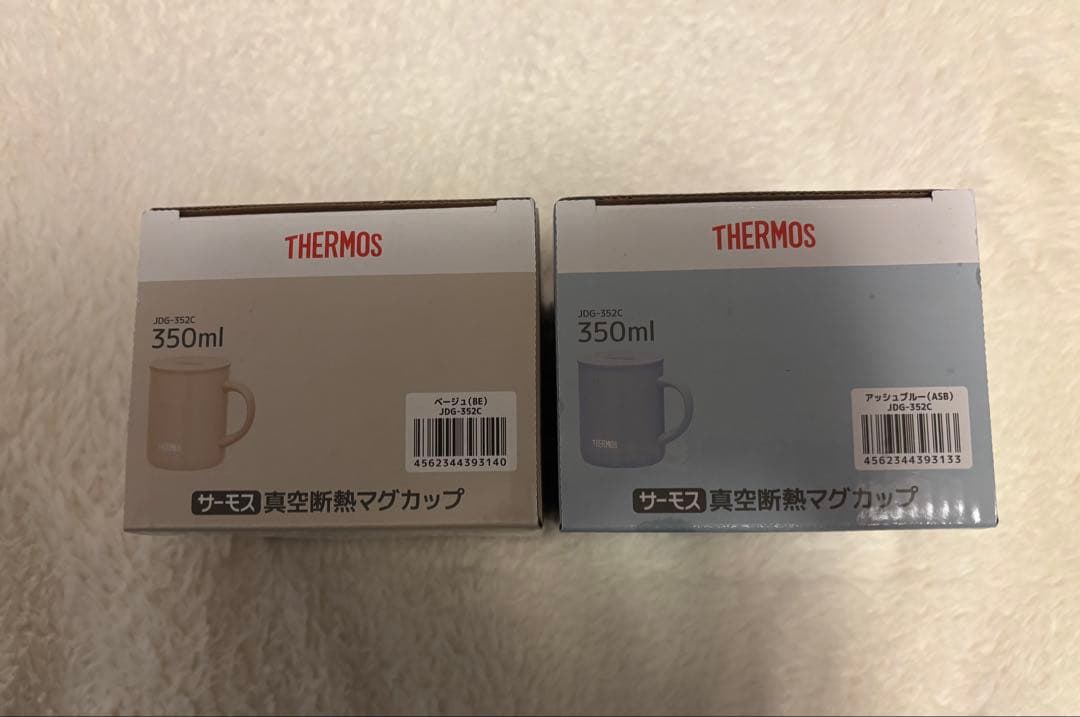 THERMOS
JDG-352C
350ml
THERMOS
ベージュ(BE)
JDG-352C
4562344393140
サーモス 真空断熱マグカップ
THERMOS
JDG-352C
350ml
THERMOS
アッシュブルー(ASB)
JDG-352C
4562344393133
サーモス 真空断熱マグカップ